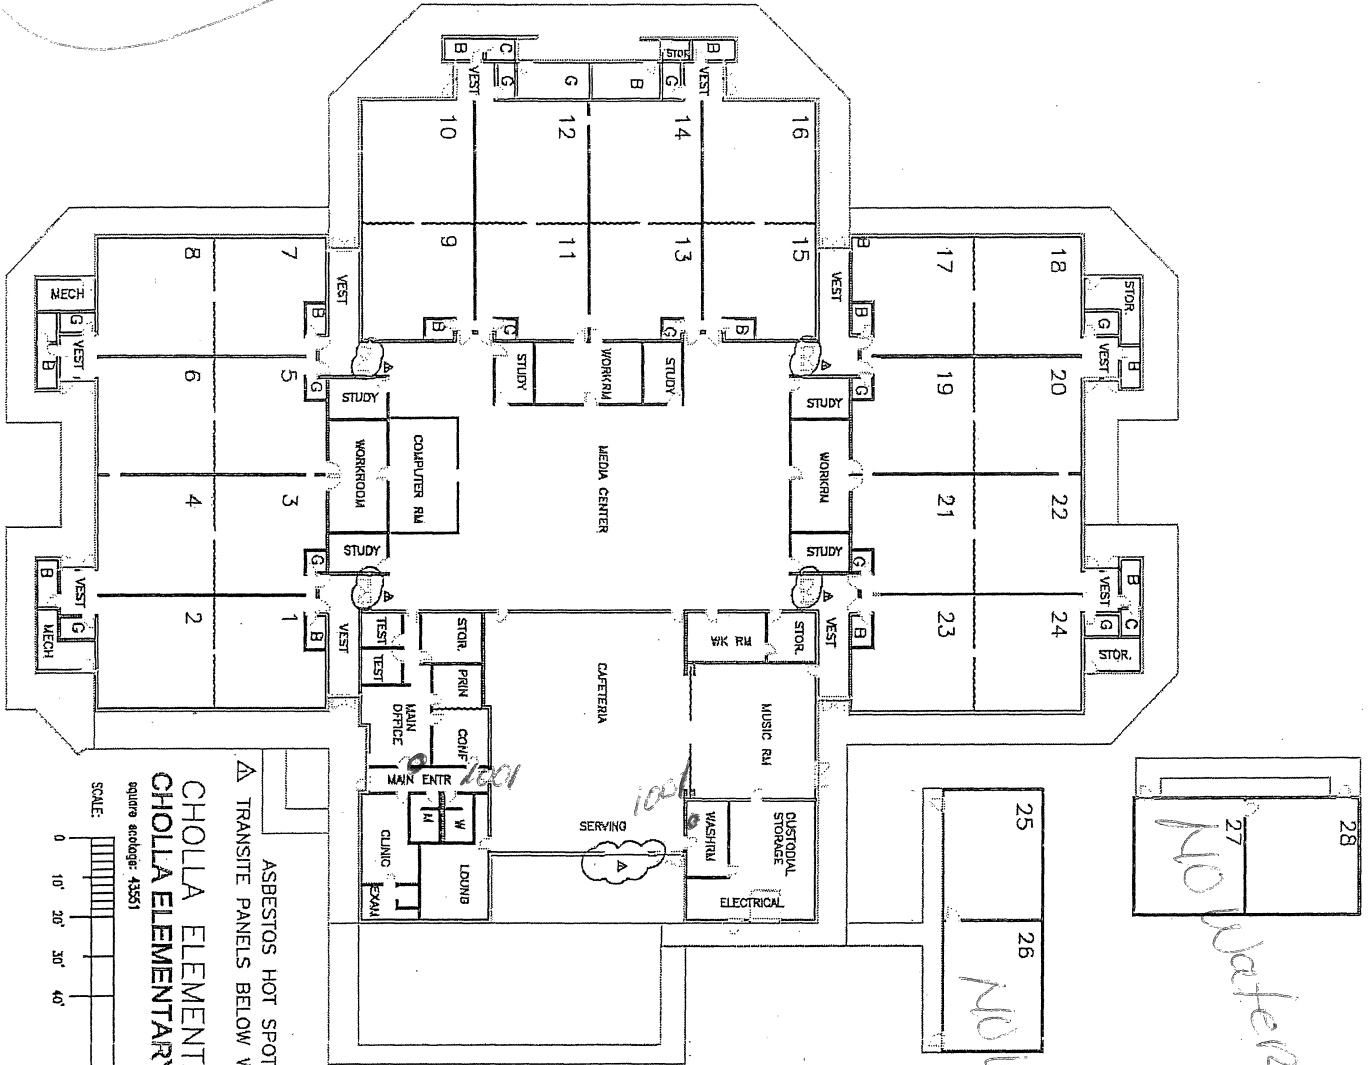 B
C
VEST
G
G
B
STOR
B
G
VEST
10
12
14
16
9
11
13
15
B
G
G
B
VEST
VEST
STUDY
WORKRM
STUDY
8
7
6
5
4
3
2
1
MECH
G
VEST
B
B
G
B
VEST
G
MECH
G
B
VEST
STUDY
WORKROOM
COMPUTER RM
STUDY
MEDIA CENTER
STUDY
WORKRM
STUDY
B
17
18
19
20
21
22
23
24
B
G
G
B
STOR.
G
VEST
B
VEST
B
G
C
STOR.
VEST
TEST
TEST
STOR.
PRIN
MAIN
OFFICE
CONF
MAIN ENTR
1001
M
W
CLINIC
EXAM
LOUNG
CAFETERIA
SERVING
1001
WK RM
STOR.
MUSIC RM
WASHRM
CUSTODIAL
STORAGE
ELECTRICAL
25
26
No
27
28
No Water
ASBESTOS HOT SPOT
TRANSITE PANELS BELOW W
CHOLLA ELEMENT
CHOLLA ELEMENTARY
square footage: 43551
SCALE:
0 10' 20' 30' 40'